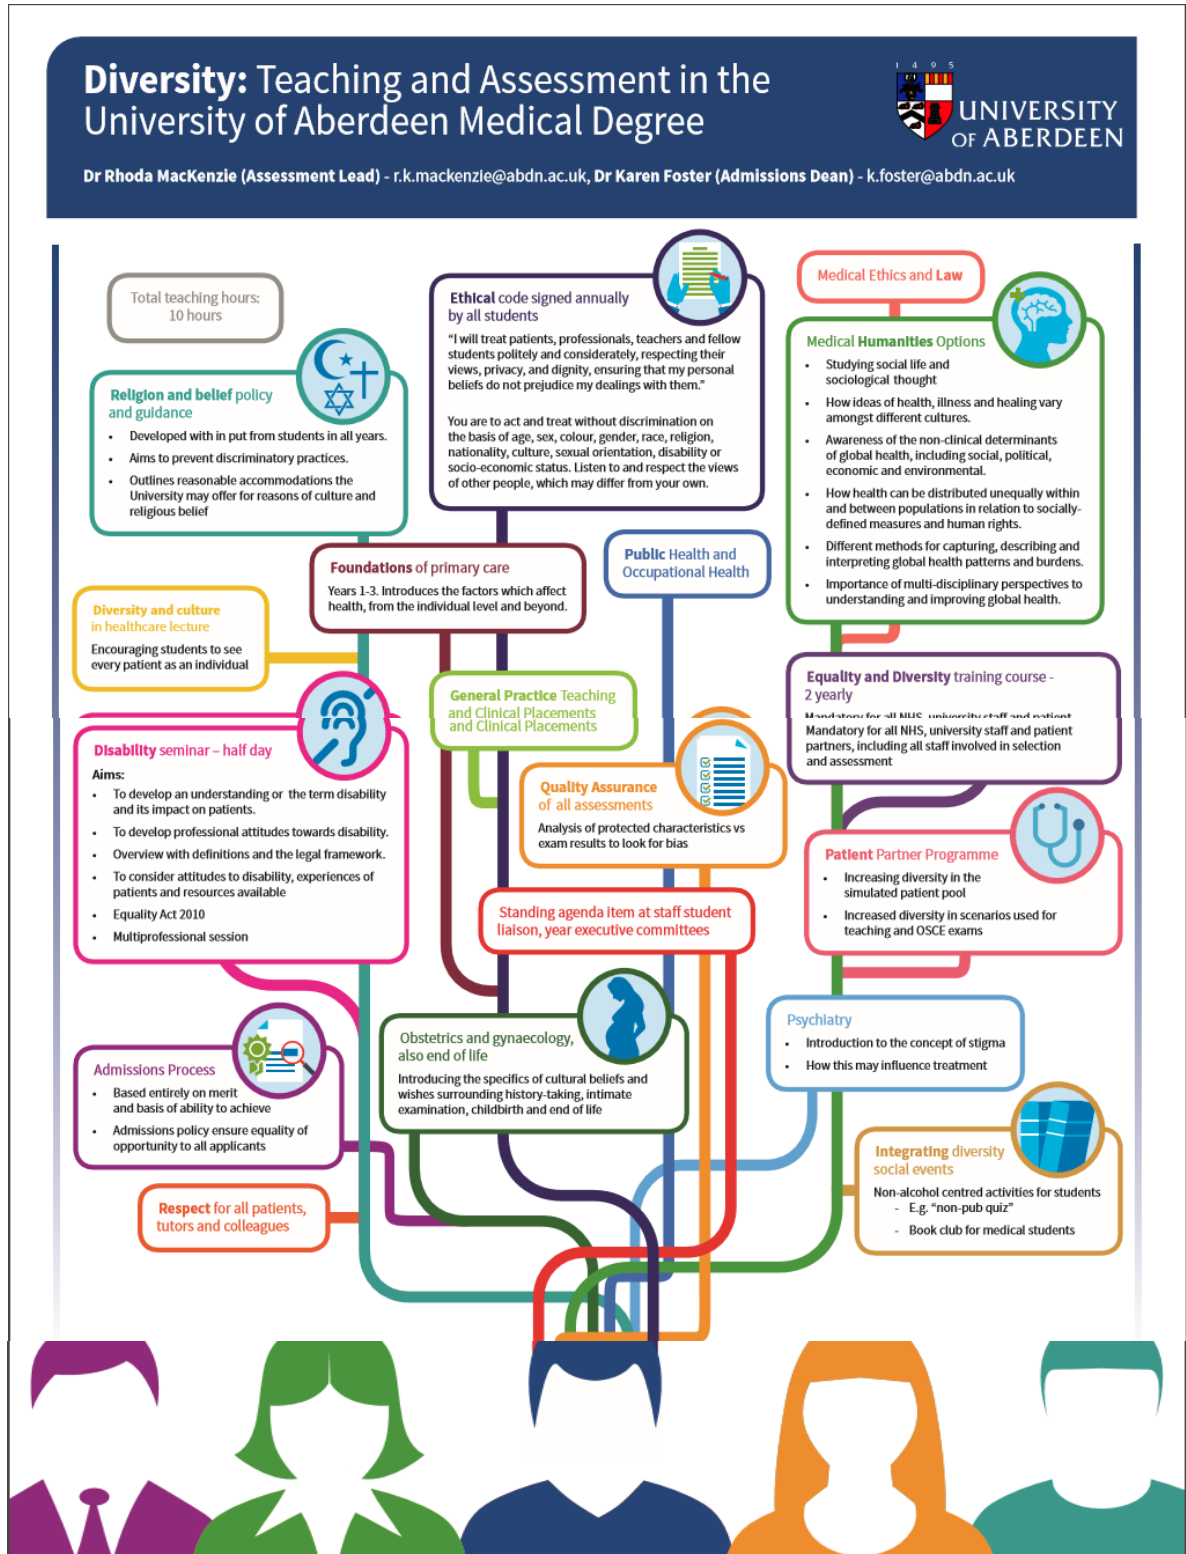 Diversity: Teaching and Assessment in the
University of Aberdeen Medical Degree
Dr Rhoda MacKenzie (Assessment Lead) - r.k.mackenzie@abdn.ac.uk, Dr Karen Foster (Admissions Dean) - k.foster@abdn.ac.uk
1 4 9 5
UNIVERSITY
OF ABERDEEN
Total teaching hours:
10 hours
Religion and belief policy
and guidance
• Developed with in put from students in all years.
• Aims to prevent discriminatory practices.
• Outlines reasonable accommodations the
University may offer for reasons of culture and
religious belief
Ethical code signed annually
by all students
“I will treat patients, professionals, teachers and fellow
students politely and considerately, respecting their
views, privacy, and dignity, ensuring that my personal
beliefs do not prejudice my dealings with them.”
You are to act and treat without discrimination on
the basis of age, sex, colour, gender, race, religion,
nationality, culture, sexual orientation, disability or
socio-economic status. Listen to and respect the views
of other people, which may differ from your own.
Medical Ethics and Law
Medical Humanities Options
• Studying social life and
sociological thought
• How ideas of health, illness and healing vary
amongst different cultures.
• Awareness of the non-clinical determinants
of global health, including social, political,
economic and environmental.
• How health can be distributed unequally within
and between populations in relation to socially-
defined measures and human rights.
• Different methods for capturing, describing and
interpreting global health patterns and burdens.
• Importance of multi-disciplinary perspectives to
understanding and improving global health.
Foundations of primary care
Years 1-3. Introduces the factors which affect
health, from the individual level and beyond.
Public Health and
Occupational Health
Diversity and culture
in healthcare lecture
Encouraging students to see
every patient as an individual
General Practice Teaching
and Clinical Placements
and Clinical Placements
Equality and Diversity training course -
2 yearly
Mandatory for all NHS, university staff and patient
Mandatory for all NHS, university staff and patient
partners, including all staff involved in selection
and assessment
Disability seminar – half day
Aims:
• To develop an understanding or the term disability
and its impact on patients.
• To develop professional attitudes towards disability.
• Overview with definitions and the legal framework.
• To consider attitudes to disability, experiences of
patients and resources available
• Equality Act 2010
• Multiprofessional session
Quality Assurance
of all assessments
Analysis of protected characteristics vs
exam results to look for bias
Patient Partner Programme
• Increasing diversity in the
simulated patient pool
• Increased diversity in scenarios used for
teaching and OSCE exams
Standing agenda item at staff student
liaison, year executive committees
Obstetrics and gynaecology,
also end of life
Introducing the specifics of cultural beliefs and
wishes surrounding history-taking, intimate
examination, childbirth and end of life
Psychiatry
• Introduction to the concept of stigma
• How this may influence treatment
Admissions Process
• Based entirely on merit
and basis of ability to achieve
• Admissions policy ensure equality of
opportunity to all applicants
Respect for all patients,
tutors and colleagues
Integrating diversity
social events
Non-alcohol centred activities for students
- E.g. “non-pub quiz”
- Book club for medical students